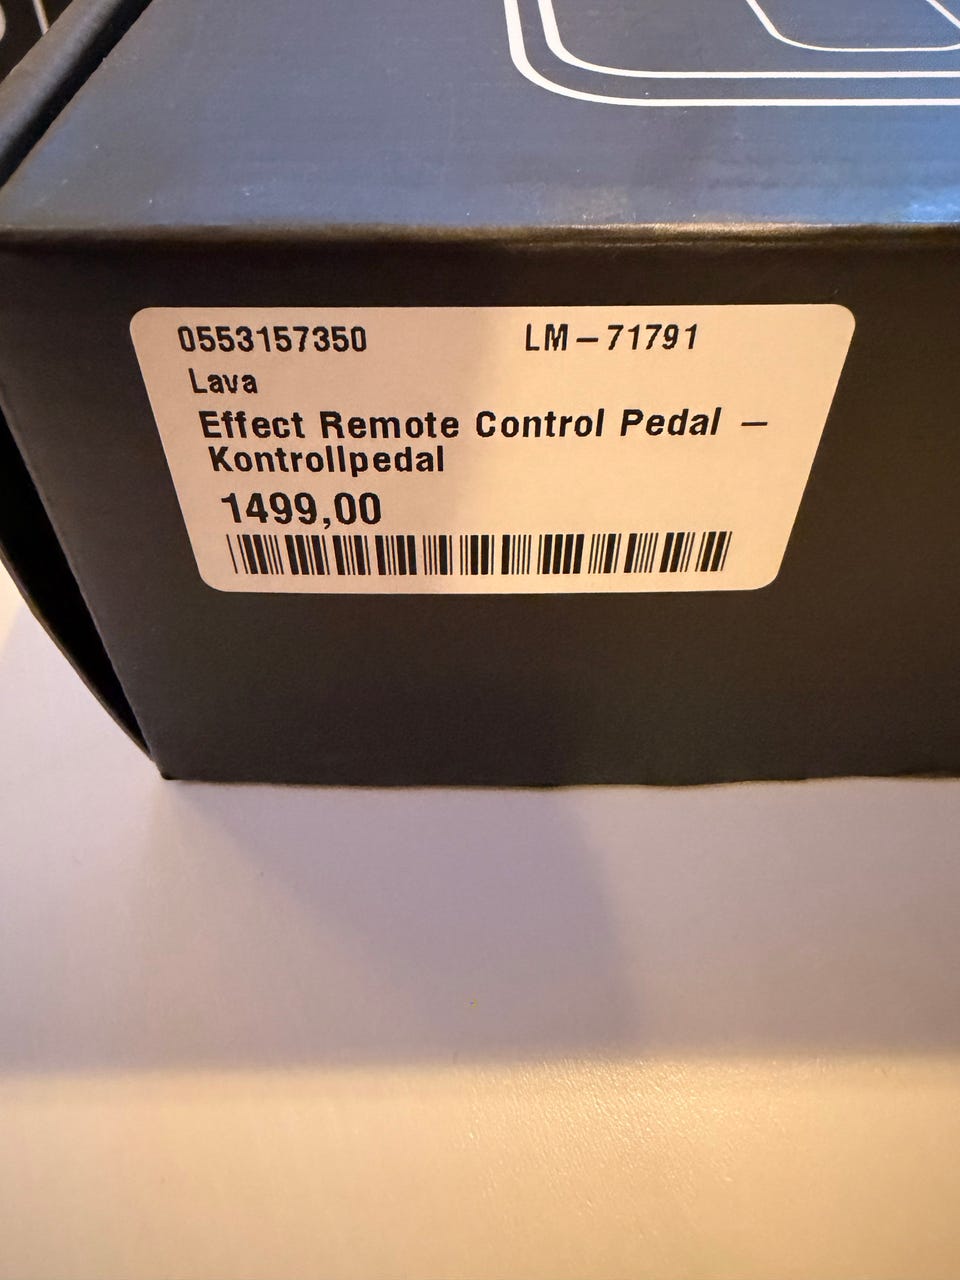 0553157350 LM-71791
Lava
Effect Remote Control Pedal -
Kontrollpedal
1499,00